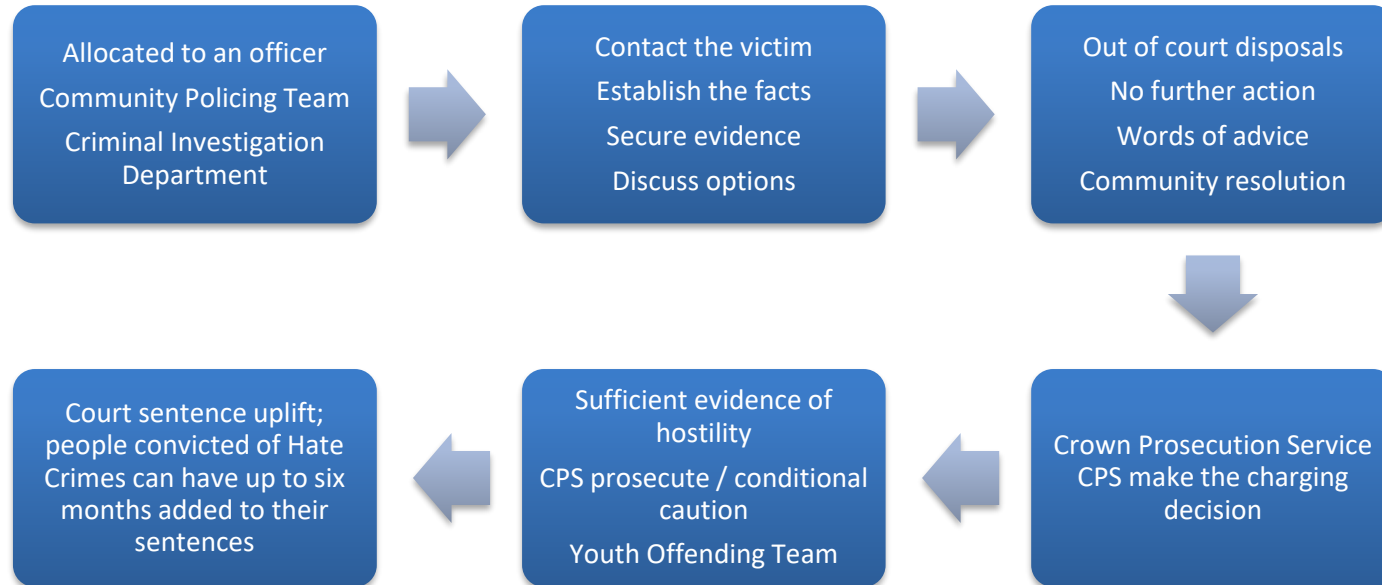 Allocated to an officer
Community Policing Team
Criminal Investigation
Department
Contact the victim
Establish the facts
Secure evidence
Discuss options
Out of court disposals
No further action
Words of advice
Community resolution
Crown Prosecution Service
CPS make the charging
decision
Sufficient evidence of
hostility
CPS prosecute / conditional
caution
Youth Offending Team
Court sentence uplift;
people convicted of Hate
Crimes can have up to six
months added to their
sentences